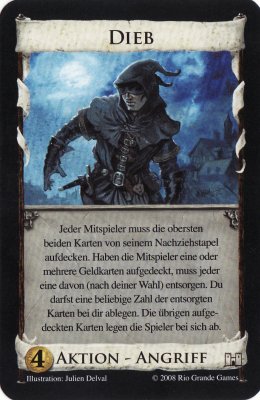 DIEB
Jeder Mitspieler muss die obersten
beiden Karten von seinem Nachziehstapel
aufdecken. Haben die Mitspieler eine oder
mehrere Geldkarten aufgedeckt, muss jeder
eine davon (nach deiner Wahl) entsorgen. Du
darfst eine beliebige Zahl der entsorgten
Karten bei dir ablegen. Die übrigen aufge-
deckten Karten legen die Spieler bei sich ab.
4 AKTION - ANGRIFF
Illustration: Julien Delval © 2008 Rio Grande Games